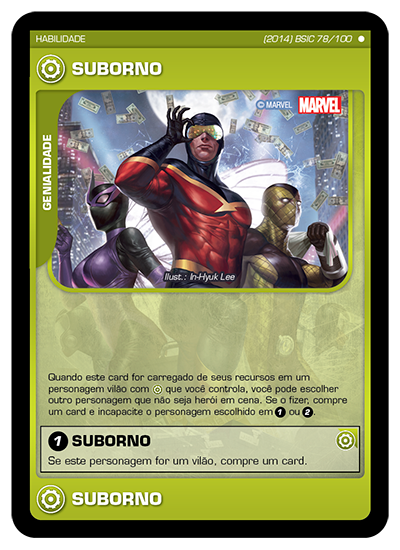 HABILIDADE (2014) BSIC 78/100
SUBORNO
© MARVEL MARVEL
GENIALIDADE
Ilust.: In-Hyuk Lee
Quando este card for carregado de seus recursos em um
personagem vilão com que você controla, você pode escolher
outro personagem que não seja herói em cena. Se o fizer, compre
um card e incapacite o personagem escolhido em 1 ou 2.
1 SUBORNO
Se este personagem for um vilão, compre um card.
SUBORNO